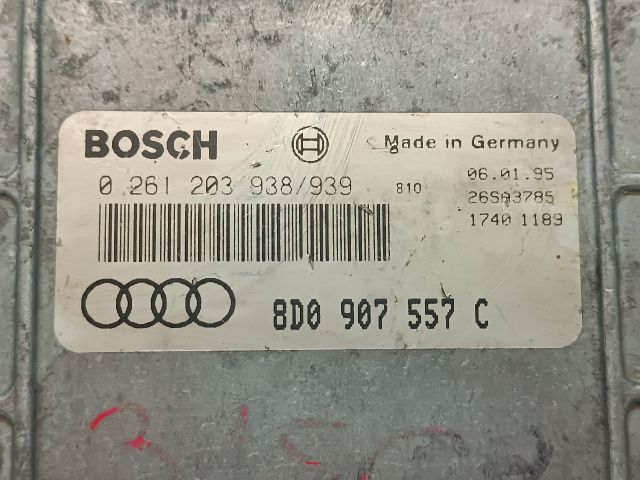 BOSCH Made in Germany
0 261 203 938/939 810 06.01.95
26SA3785
1740 1189
8D0 907 557 C